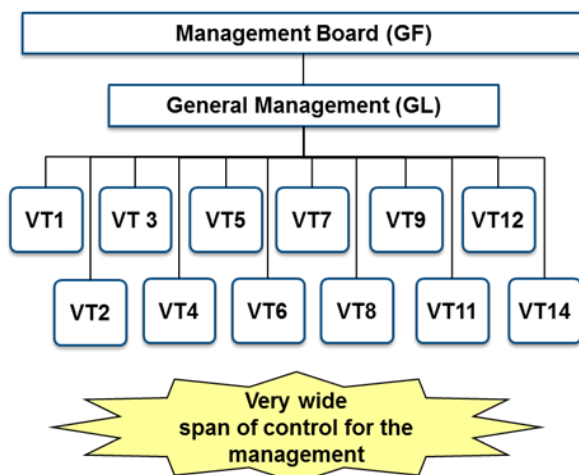 Management Board (GF)
General Management (GL)
VT1
VT 3
VT5
VT7
VT9
VT12
VT2
VT4
VT6
VT8
VT11
VT14
Very wide
span of control for the
management